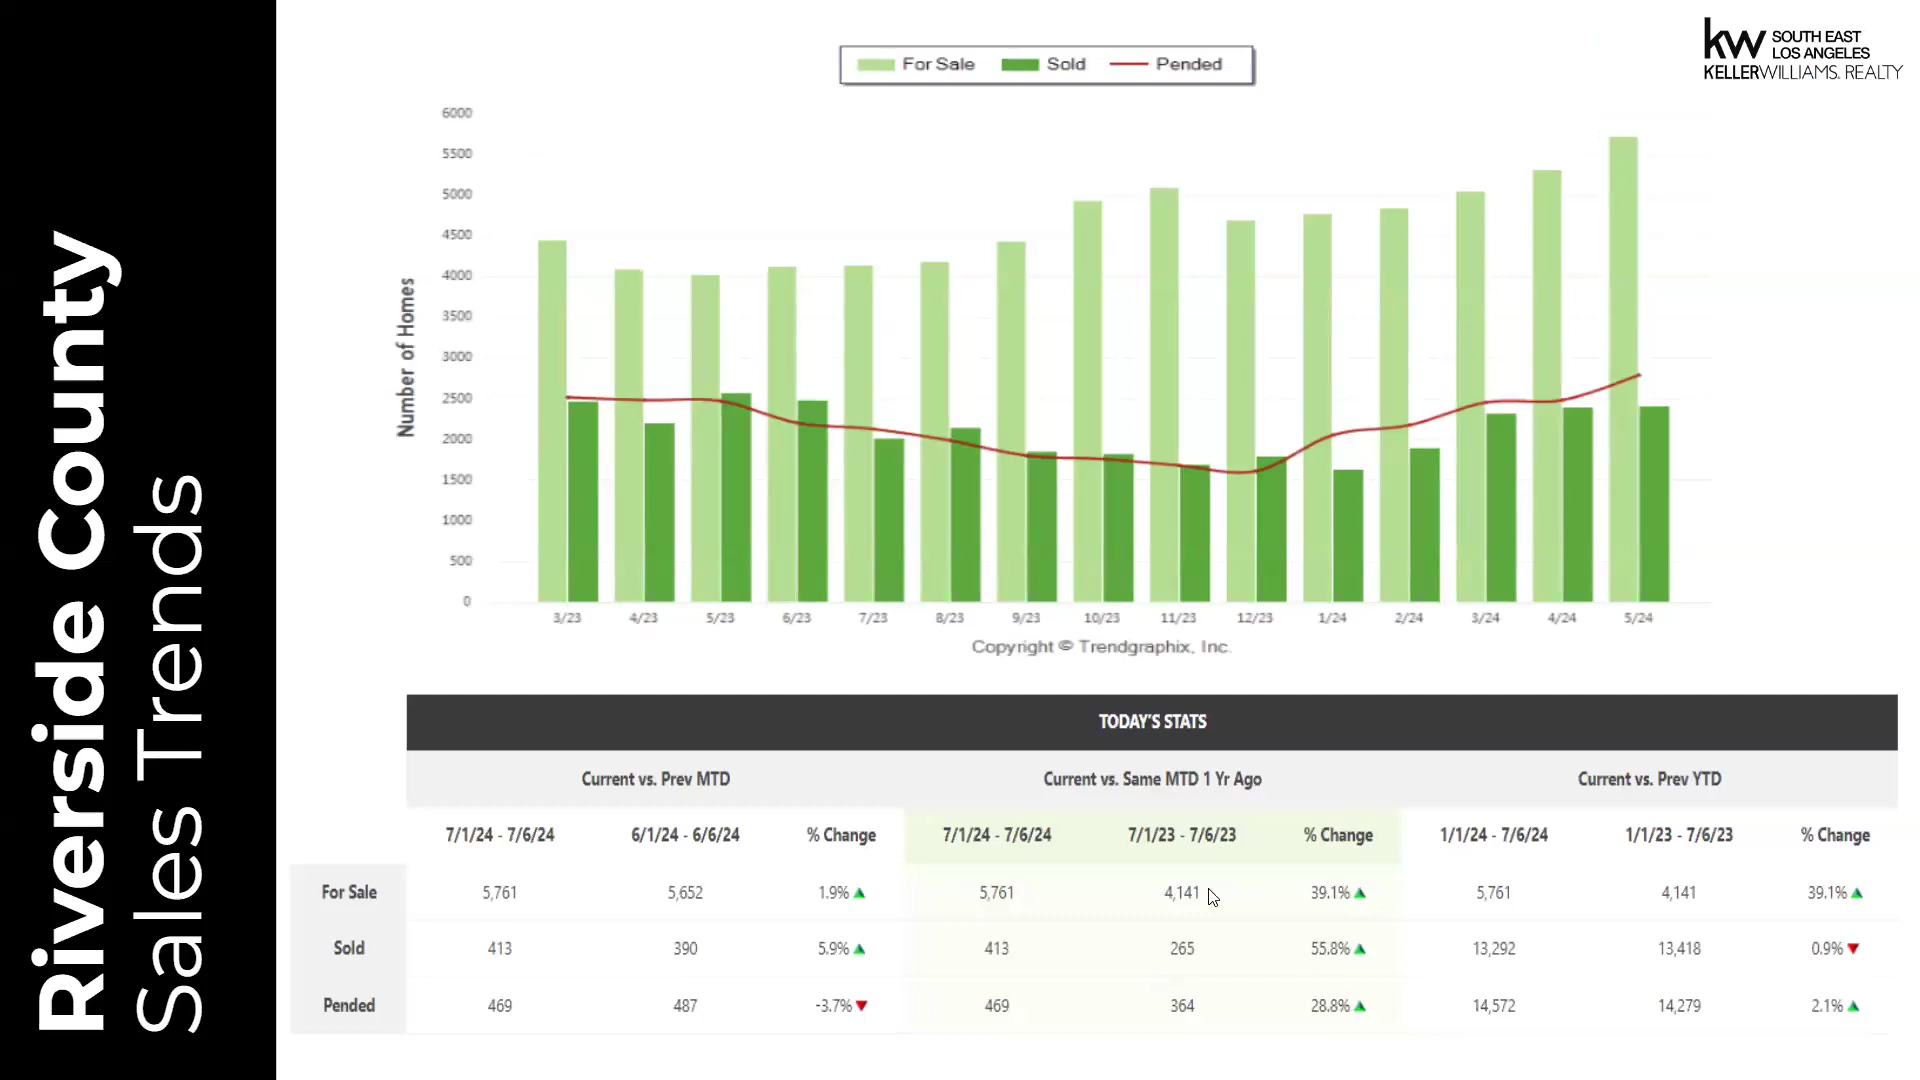 Riverside County
Sales Trends
kw SOUTH EAST
LOS ANGELES
KELLERWILLIAMS. REALTY
For Sale Sold Pended
Number of Homes
6000
5500
5000
4500
4000
3500
3000
2500
2000
1500
1000
500
0
3/23 4/23 5/23 6/23 7/23 8/23 9/23 10/23 11/23 12/23 1/24 2/24 3/24 4/24 5/24
Copyright © Trendgraphix, Inc.
TODAY'S STATS
Current vs. Prev MTD Current vs. Same MTD 1 Yr Ago Current vs. Prev YTD
7/1/24 - 7/6/24 6/1/24 - 6/6/24 % Change 7/1/24 - 7/6/24 7/1/23 - 7/6/23 % Change 1/1/24 - 7/6/24 1/1/23 - 7/6/23 % Change
For Sale 5,761 5,652 1.9% 5,761 4,141 39.1% 5,761 4,141 39.1%
Sold 413 390 5.9% 413 265 55.8% 13,292 13,418 0.9%
Pended 469 487 -3.7% 469 364 28.8% 14,572 14,279 2.1%